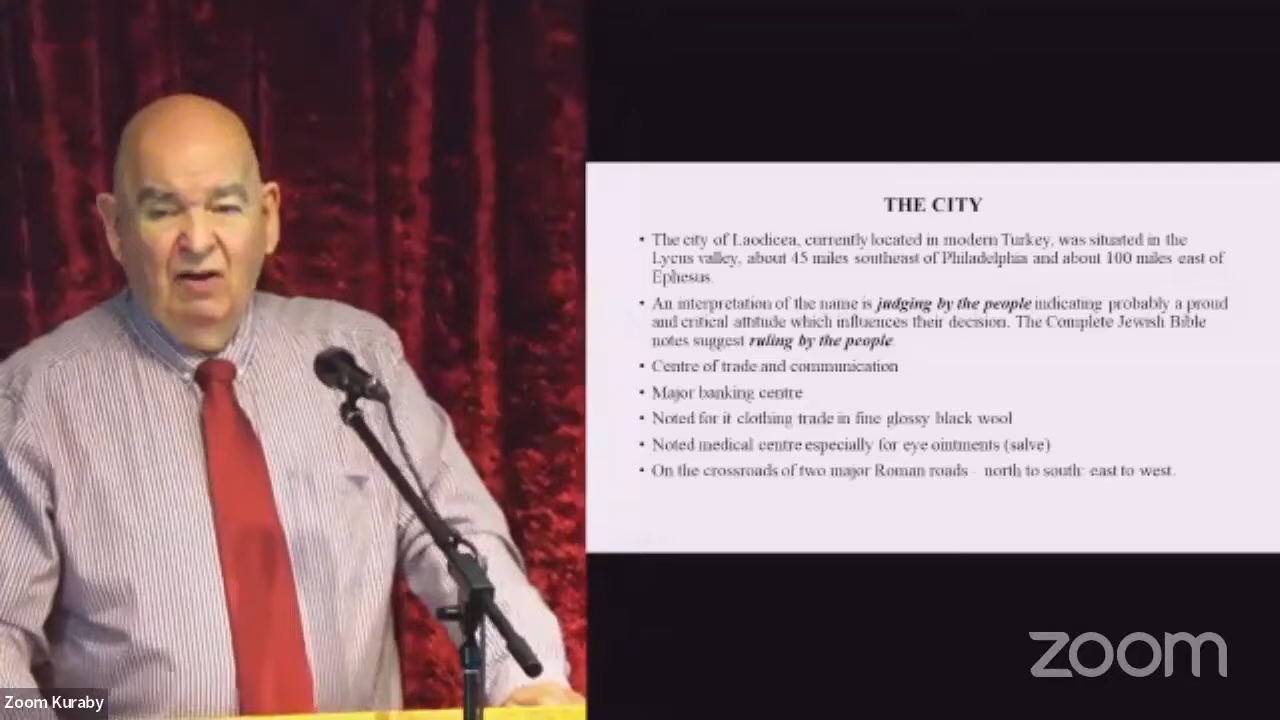 THE CITY
• The city of Laodicea, currently located in modern Turkey, was situated in the
Lycus valley, about 45 miles southeast of Philadelphia and about 100 miles east of
Ephesus.
• An interpretation of the name is judging by the people indicating probably a proud
and critical attitude which influences their decision. The Complete Jewish Bible
notes suggest ruling by the people
• Centre of trade and communication
• Major banking centre
• Noted for it clothing trade in fine glossy black wool
• Noted medical centre especially for eye ointments (salve)
• On the crossroads of two major Roman roads - north to south: east to west.
zoom
Zoom Kuraby